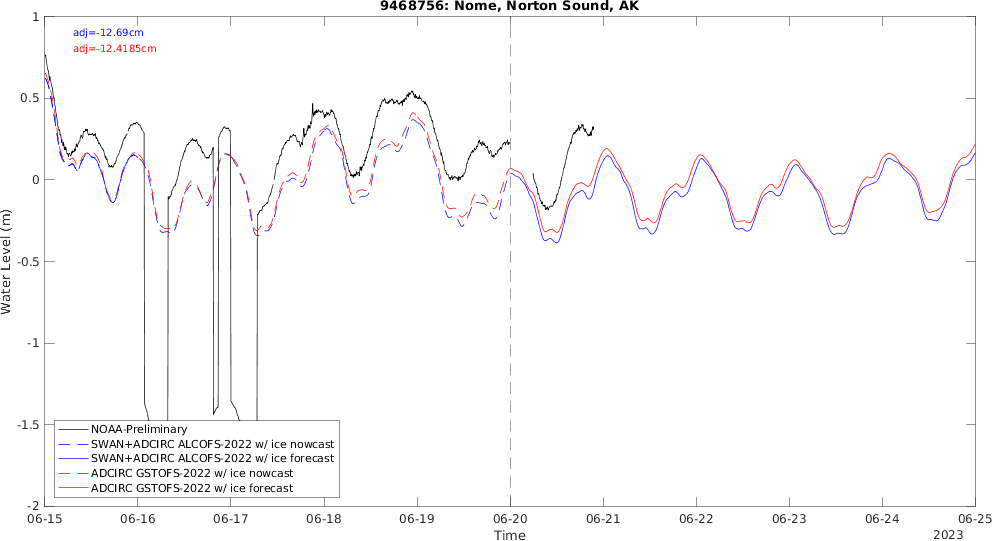 9468756: Nome, Norton Sound, AK
adj=-12.69cm
adj=-12.4185cm
1
0.5
0
-0.5
-1
-1.5
-2
Water Level (m)
NOAA-Preliminary
SWAN+ADCIRC ALCOFS-2022 w/ ice nowcast
SWAN+ADCIRC ALCOFS-2022 w/ ice forecast
ADCIRC GSTOFS-2022 w/ ice nowcast
ADCIRC GSTOFS-2022 w/ ice forecast
06-15 06-16 06-17 06-18 06-19 06-20 06-21 06-22 06-23 06-24 06-25
Time
2023